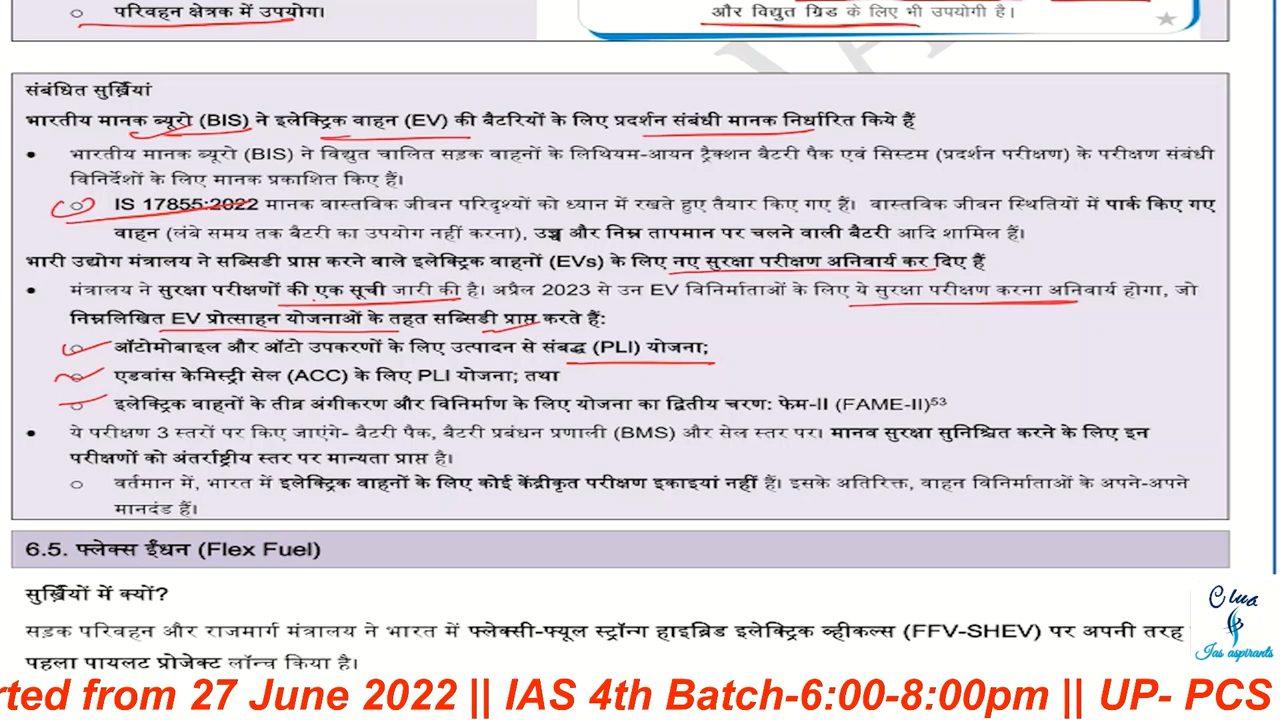 ○ परिवहन क्षेत्रक में उपयोग।
और विद्युत ग्रिड के लिए भी उपयोगी है।
संबंधित सुर्ख़ियां
भारतीय मानक ब्यूरो (BIS) ने इलेक्ट्रिक वाहन (EV) की बैटरियों के लिए प्रदर्शन संबंधी मानक निर्धारित किये हैं
● भारतीय मानक ब्यूरो (BIS) ने विद्युत चालित सड़क वाहनों के लिथियम-आयन ट्रैक्शन बैटरी पैक एवं सिस्टम (प्रदर्शन परीक्षण) के परीक्षण संबंधी
विनिर्देशों के लिए मानक प्रकाशित किए हैं।
○ IS 17855:2022 मानक वास्तविक जीवन परिदृश्यों को ध्यान में रखते हुए तैयार किए गए हैं। वास्तविक जीवन स्थितियों में पार्क किए गए
वाहन (लंबे समय तक बैटरी का उपयोग नहीं करना), उच्च और निम्न तापमान पर चलने वाली बैटरी आदि शामिल हैं।
भारी उद्योग मंत्रालय ने सब्सिडी प्राप्त करने वाले इलेक्ट्रिक वाहनों (EVs) के लिए नए सुरक्षा परीक्षण अनिवार्य कर दिए हैं
● मंत्रालय ने सुरक्षा परीक्षणों की एक सूची जारी की है। अप्रैल 2023 से उन EV विनिर्माताओं के लिए ये सुरक्षा परीक्षण करना अनिवार्य होगा, जो
निम्नलिखित EV प्रोत्साहन योजनाओं के तहत सब्सिडी प्राप्त करते हैं:
○ ऑटोमोबाइल और ऑटो उपकरणों के लिए उत्पादन से संबद्ध (PLI) योजना;
○ एडवांस केमिस्ट्री सेल (ACC) के लिए PLI योजना; तथा
○ इलेक्ट्रिक वाहनों के तीव्र अंगीकरण और विनिर्माण के लिए योजना का द्वितीय चरण: फेम-II (FAME-II)⁵³
● ये परीक्षण 3 स्तरों पर किए जाएंगे- बैटरी पैक, बैटरी प्रबंधन प्रणाली (BMS) और सेल स्तर पर। मानव सुरक्षा सुनिश्चित करने के लिए इन
परीक्षणों को अंतर्राष्ट्रीय स्तर पर मान्यता प्राप्त है।
○ वर्तमान में, भारत में इलेक्ट्रिक वाहनों के लिए कोई केंद्रीकृत परीक्षण इकाइयां नहीं हैं। इसके अतिरिक्त, वाहन विनिर्माताओं के अपने-अपने
मानदंड हैं।
6.5. फ्लेक्स ईंधन (Flex Fuel)
सुर्ख़ियों में क्यों?
सड़क परिवहन और राजमार्ग मंत्रालय ने भारत में फ्लेक्सी-फ्यूल स्ट्रॉन्ग हाइब्रिड इलेक्ट्रिक व्हीकल्स (FFV-SHEV) पर अपनी तरह
पहला पायलट प्रोजेक्ट लॉन्च किया है।
Ias aspirants
rted from 27 June 2022 || IAS 4th Batch-6:00-8:00pm || UP- PCS